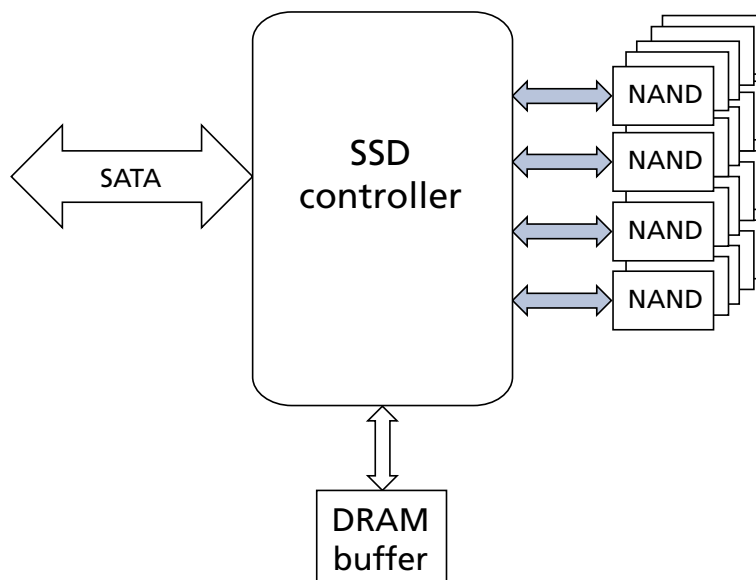 SATA
SSD
controller
NAND
NAND
NAND
NAND
DRAM
buffer